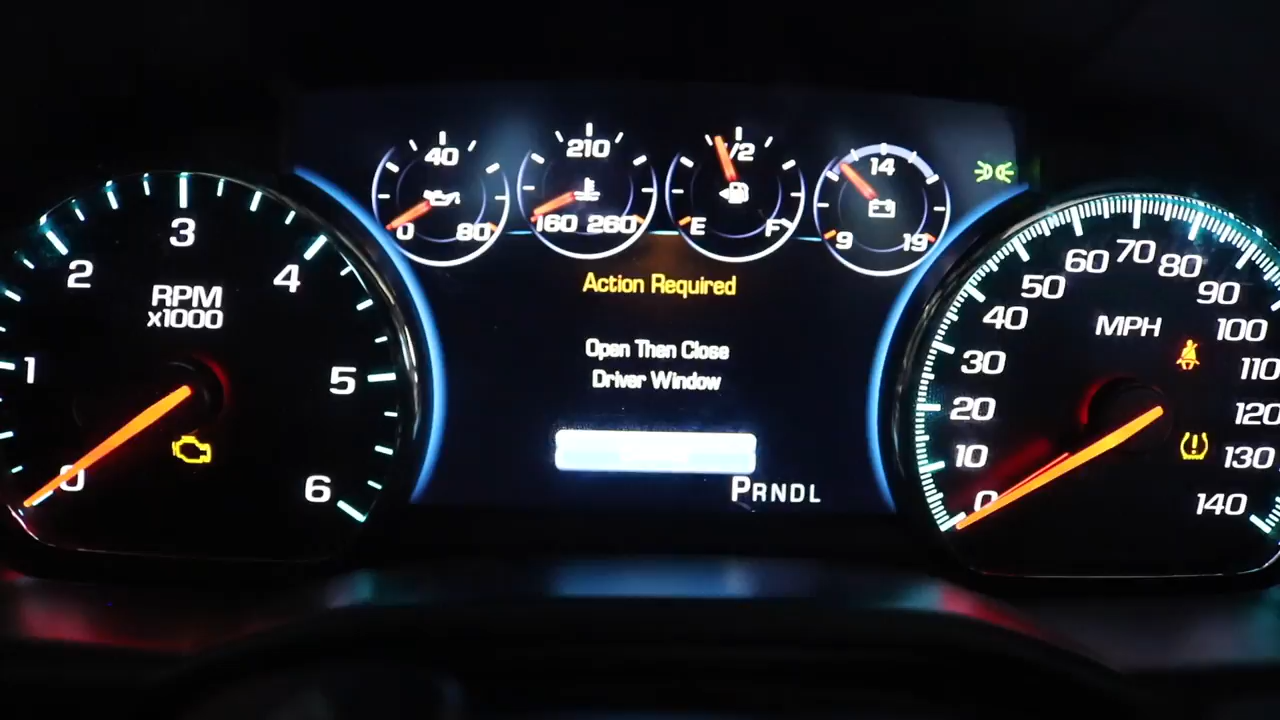 40
0 80
210
160 260
1/2
E F
14
9 19
0 1 2 3 4 5 6
RPM
x1000
Action Required
Open Then Close
Driver Window
PRNDL
0 10 20 30 40 50 60 70 80 90 100 110 120 130 140
MPH